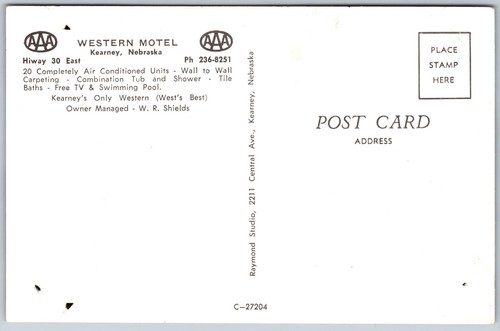 AAA WESTERN MOTEL AAA
Kearney, Nebraska
Hiway 30 East Ph 236-8251
20 Completely Air Conditioned Units - Wall to Wall
Carpeting - Combination Tub and Shower - Tile
Baths - Free TV & Swimming Pool.
Kearney's Only Western (West's Best)
Owner Managed - W. R. Shields
Raymond Studio, 2211 Central Ave., Kearney, Nebraska
C-27204
PLACE
STAMP
HERE
POST CARD
ADDRESS